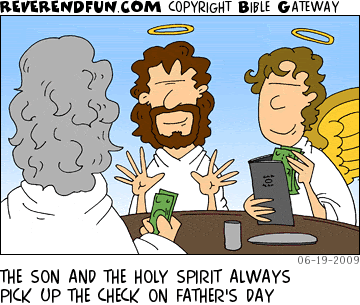 REVERENDFUN.COM COPYRIGHT BIBLE GATEWAY
06-19-2009
THE SON AND THE HOLY SPIRIT ALWAYS
PICK UP THE CHECK ON FATHER'S DAY